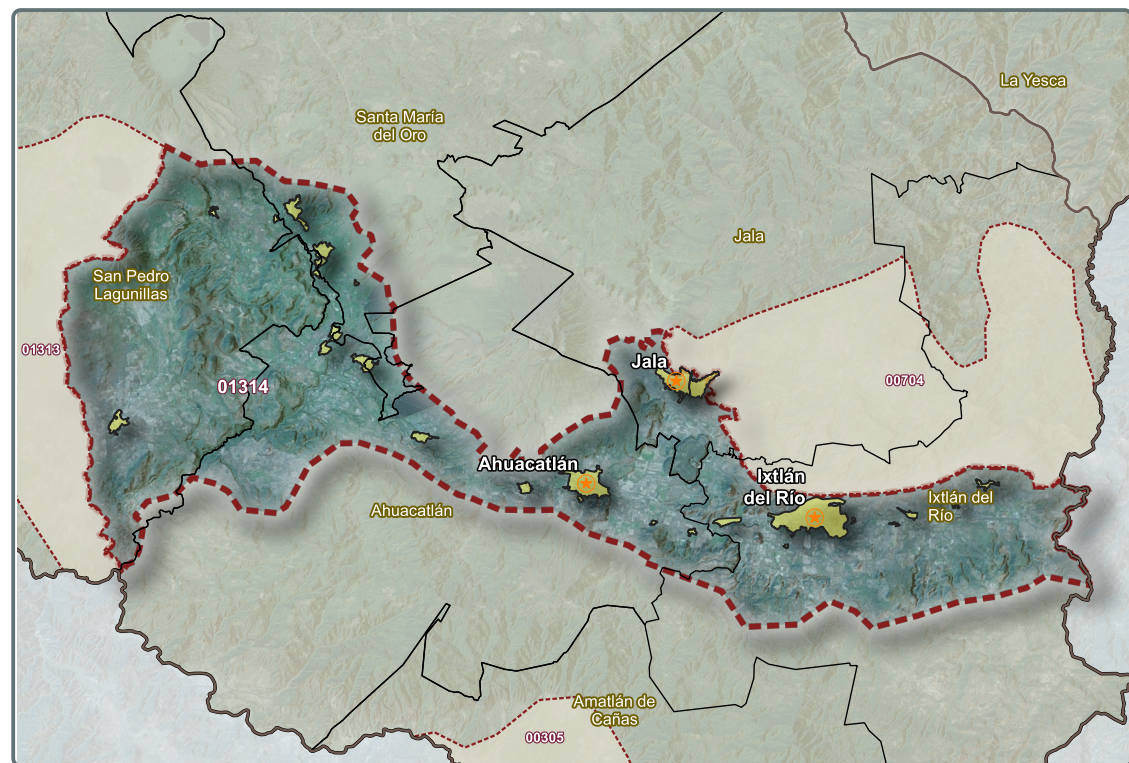 La Yesca
Santa María
del Oro
Jala
San Pedro
Lagunillas
01313
Jala
01314
00704
Ahuacatlán
Ixtlán
del Río
Ixtlán del
Río
Ahuacatlán
Amatlán de
Cañas
00305